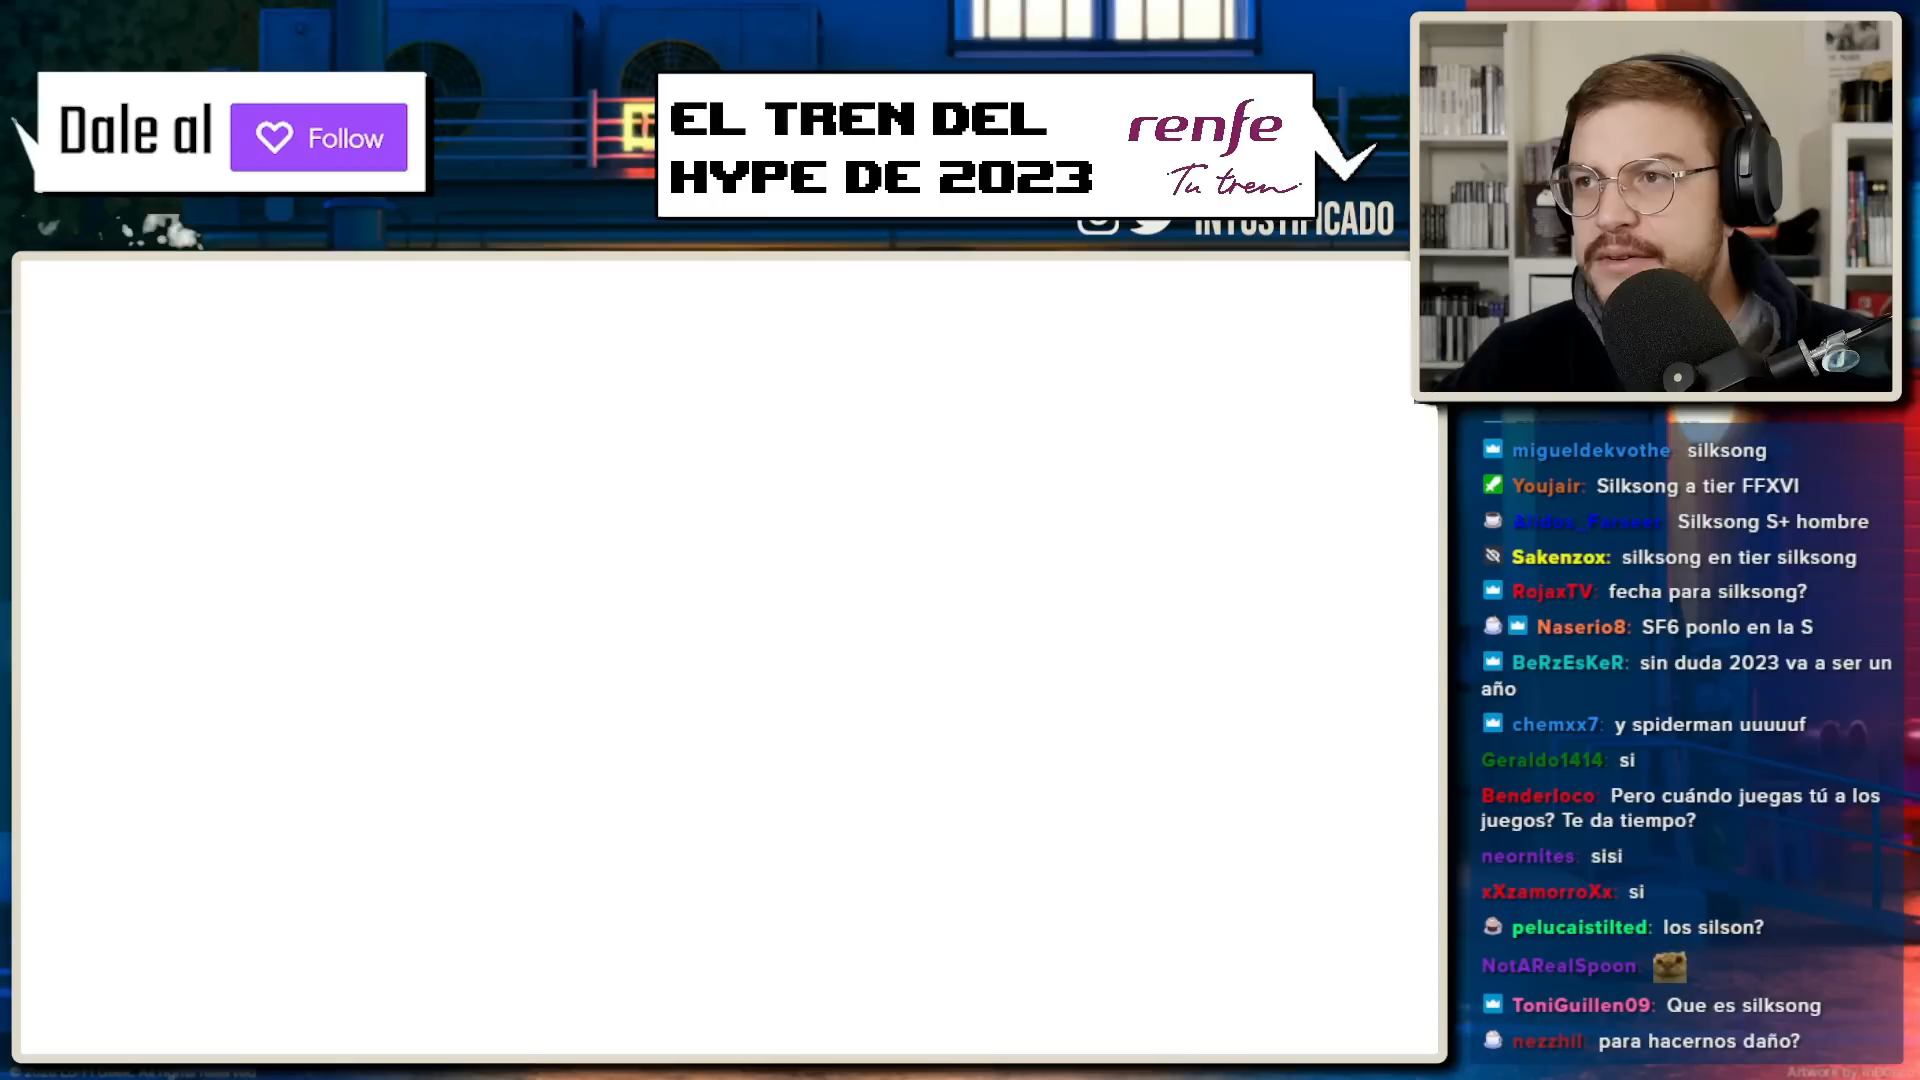 Dale al
Follow
EL TREN DEL
HYPE DE 2023
renfe
Tu tren
migueldekvothe silksong
Youjair: Silksong a tier FFXVI
Silksong S+ hombre
Sakenzox: silksong en tier silksong
RojaxTV: fecha para silksong?
Naserio8: SF6 ponlo en la S
BeRzEsKeR: sin duda 2023 va a ser un
año
chemxx7: y spiderman uuuuuf
Geraldo1414: si
Benderloco: Pero cuándo juegas tú a los
juegos? Te da tiempo?
neornites: sisi
xXzamorroXx: si
pelucaistilted: los silson?
NotARealSpoon
ToniGuillen09: Que es silksong
nezzhil: para hacernos daño?